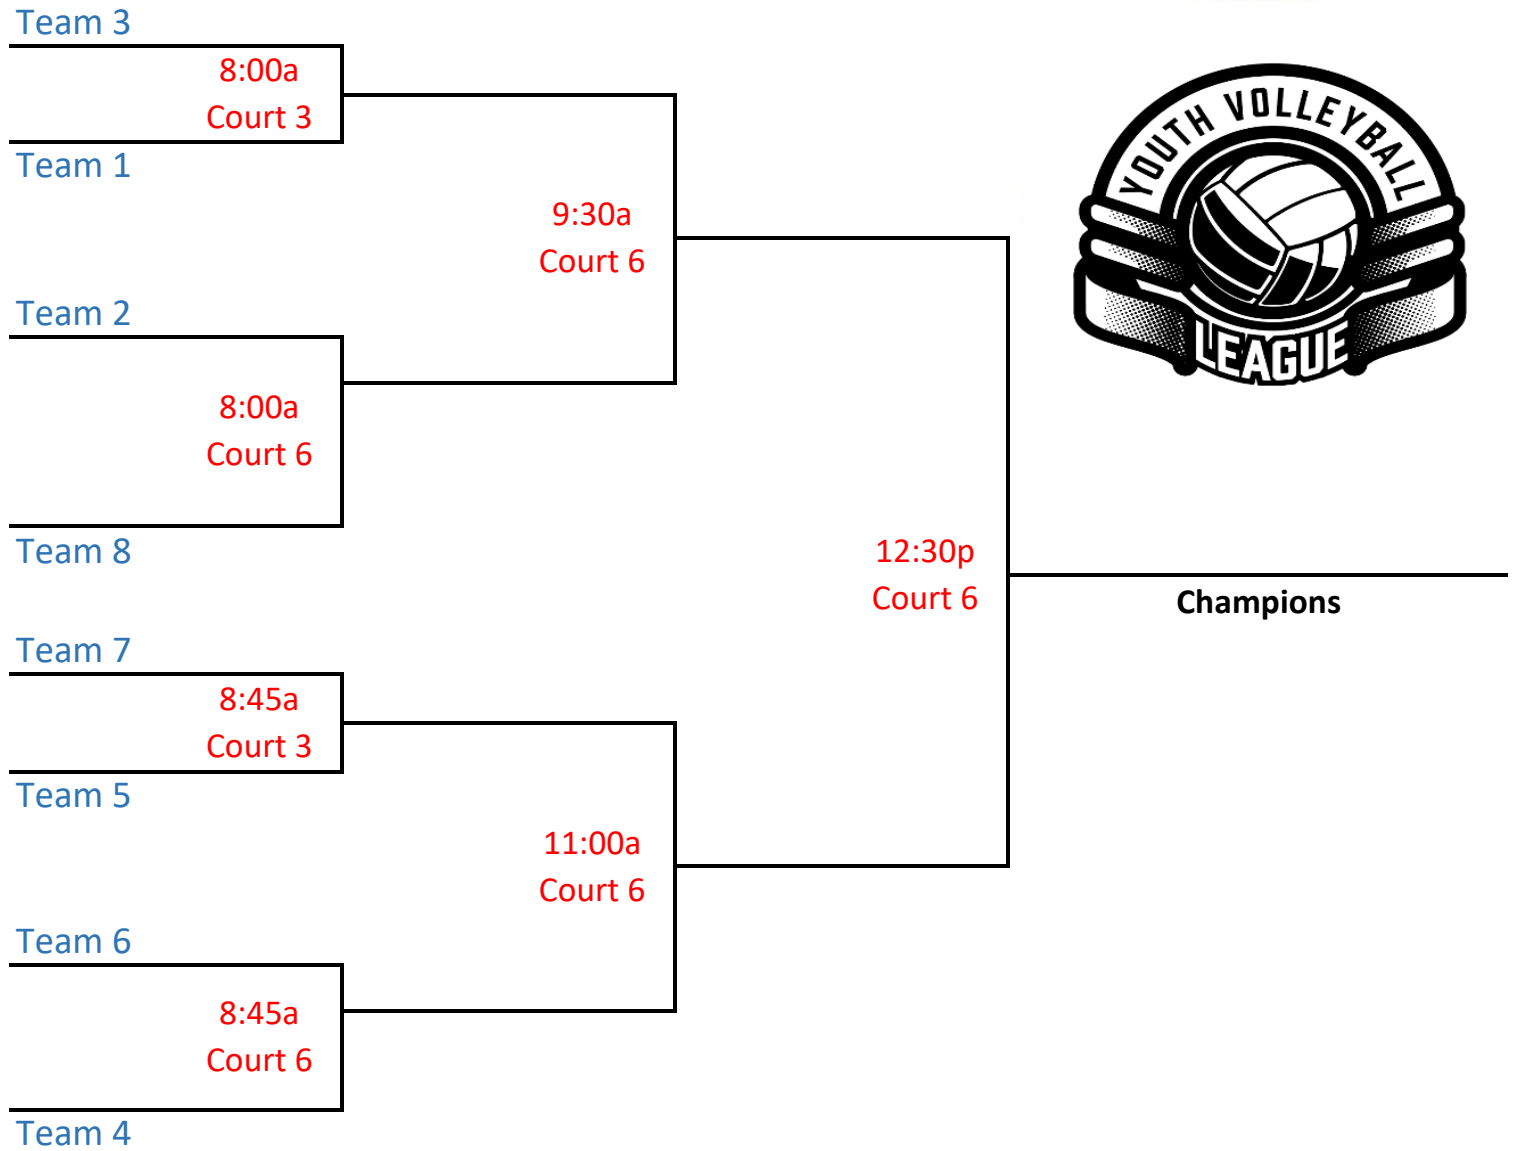 Team 3
8:00a
Court 3
Team 1
YOUTH VOLLEYBALL
LEAGUE
9:30a
Court 6
Team 2
8:00a
Court 6
Team 8
12:30p
Court 6
Champions
Team 7
8:45a
Court 3
Team 5
11:00a
Court 6
Team 6
8:45a
Court 6
Team 4